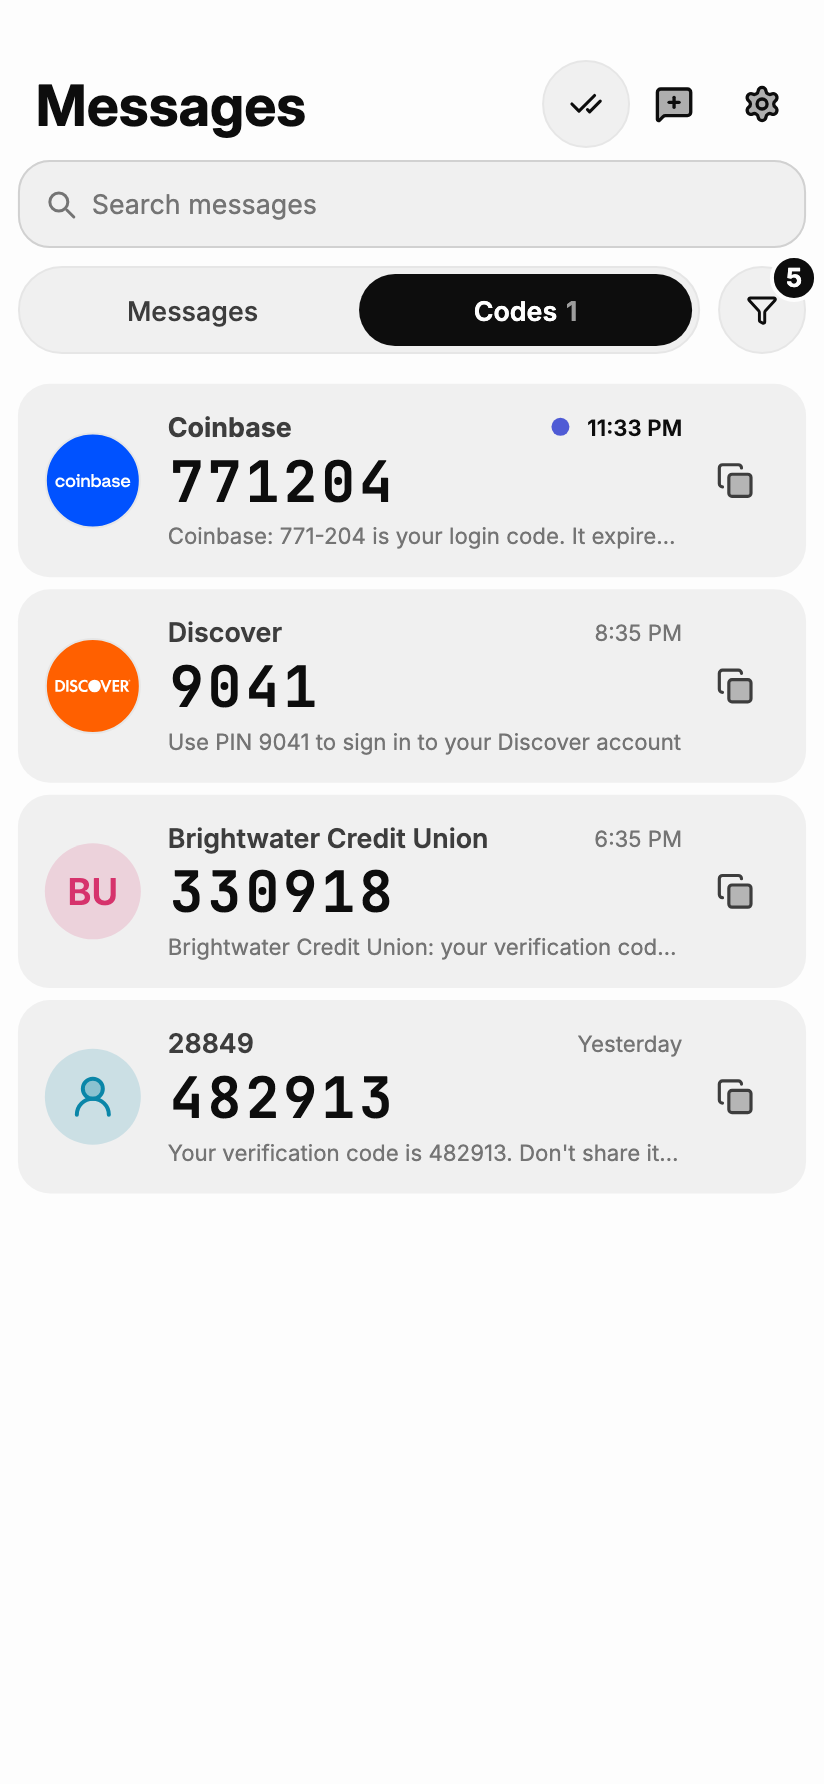 Messages
Search messages
Messages
Codes 1
5
Coinbase
11:33 PM
coinbase
771204
Coinbase: 771-204 is your login code. It expire...
Discover
8:35 PM
DISCOVER
9041
Use PIN 9041 to sign in to your Discover account
Brightwater Credit Union
6:35 PM
BU
330918
Brightwater Credit Union: your verification cod...
28849
Yesterday
482913
Your verification code is 482913. Don't share it...